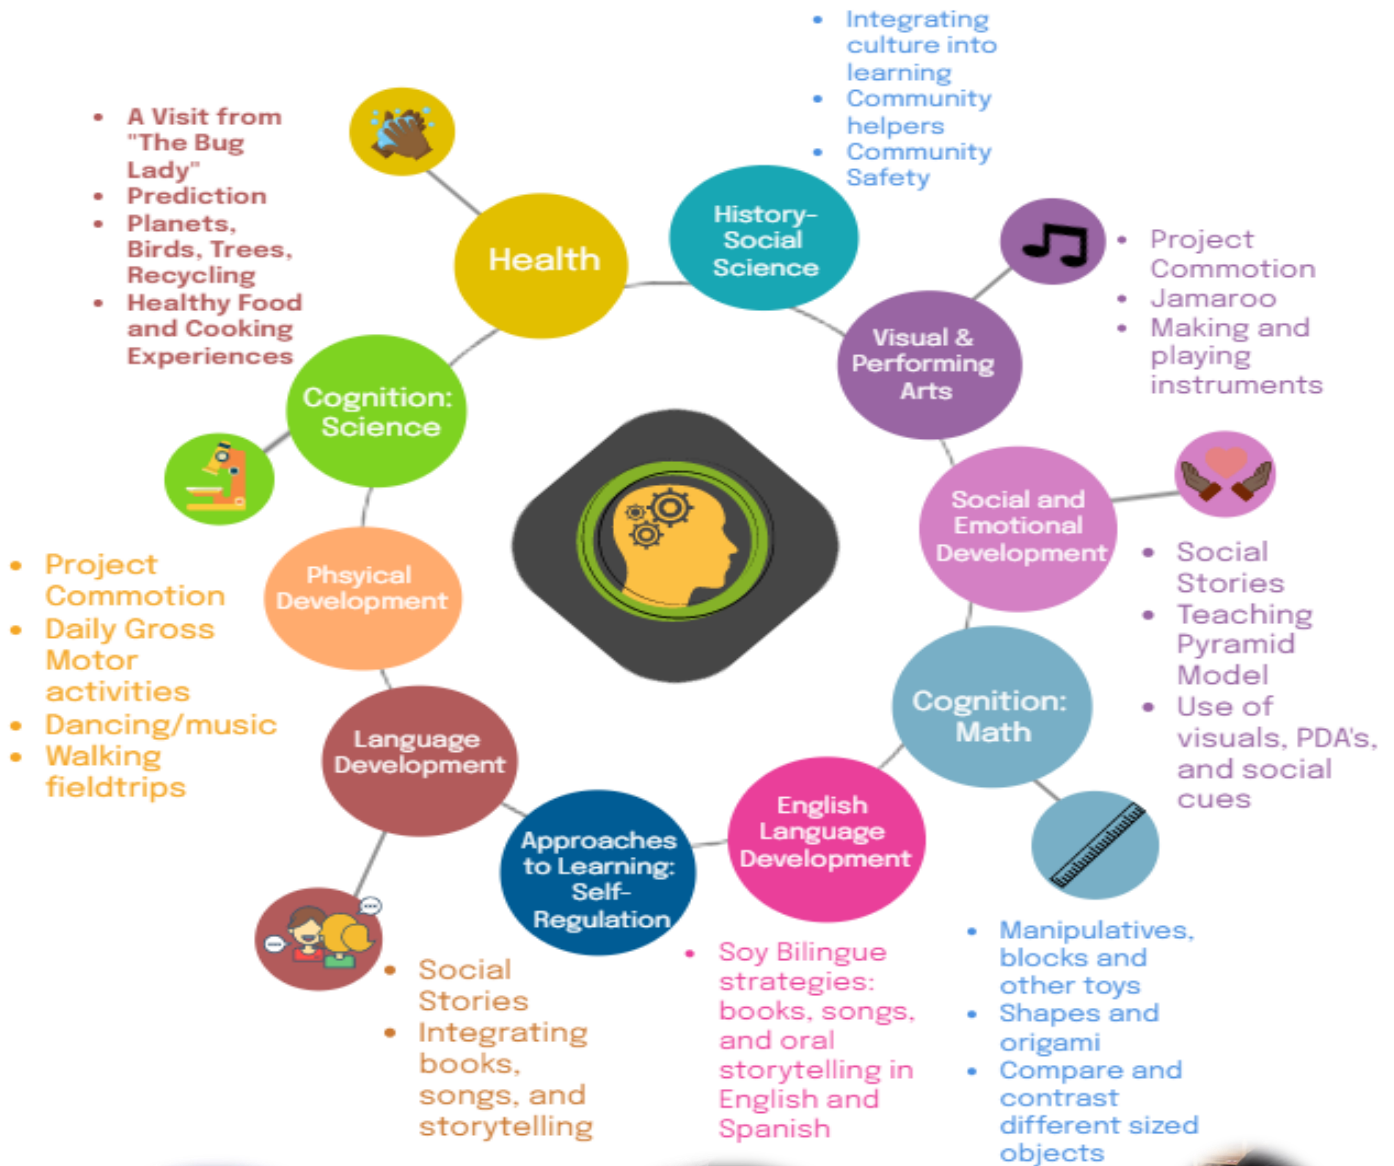 • Integrating
culture into
learning
• Community
helpers
• Community
Safety
• A Visit from
"The Bug
Lady"
• Prediction
• Planets,
Birds, Trees,
Recycling
• Healthy Food
and Cooking
Experiences
Health
History-
Social
Science
• Project
Commotion
• Jamaroo
• Making and
playing
instruments
Visual &
Performing
Arts
Cognition:
Science
Social and
Emotional
Development
• Social
Stories
• Teaching
Pyramid
Model
• Use of
visuals, PDA's,
and social
cues
• Project
Commotion
• Daily Gross
Motor
activities
• Dancing/music
• Walking
fieldtrips
Phsyical
Development
Cognition:
Math
Language
Development
English
Language
Development
Approaches
to Learning:
Self-
Regulation
• Social
Stories
• Integrating
books,
songs, and
storytelling
• Soy Bilingue
strategies:
books, songs,
and oral
storytelling in
English and
Spanish
• Manipulatives,
blocks and
other toys
• Shapes and
origami
• Compare and
contrast
different sized
objects